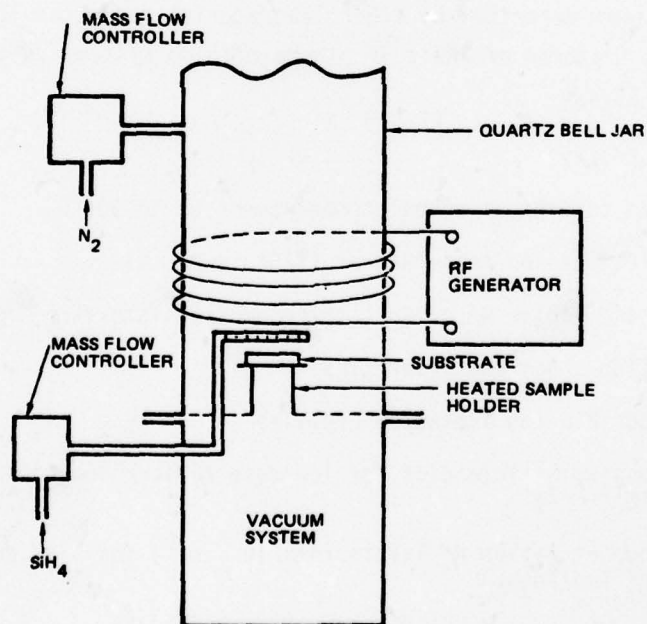 MASS FLOW
CONTROLLER
QUARTZ BELL JAR
N2
RF
GENERATOR
MASS FLOW
CONTROLLER
SUBSTRATE
HEATED SAMPLE
HOLDER
VACUUM
SYSTEM
SiH4